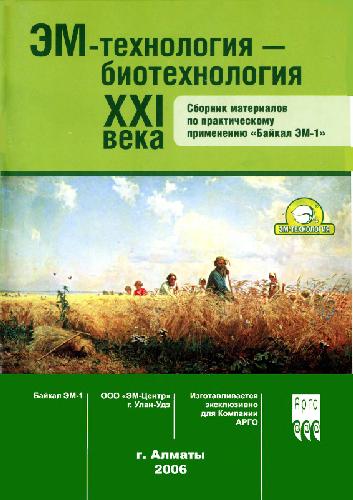 ЭМ-технология —
биотехнология
XXI
века
Сборник материалов
по практическому
применению «Байкал ЭМ-1»
ЭМ-ТЕХНОЛОГИЯ
Байкал ЭМ-1
ООО «ЭМ-Центр»
г. Улан-Удэ
Изготавливается
эксклюзивно
для Компании
АРГО
Арго
г. Алматы
2006